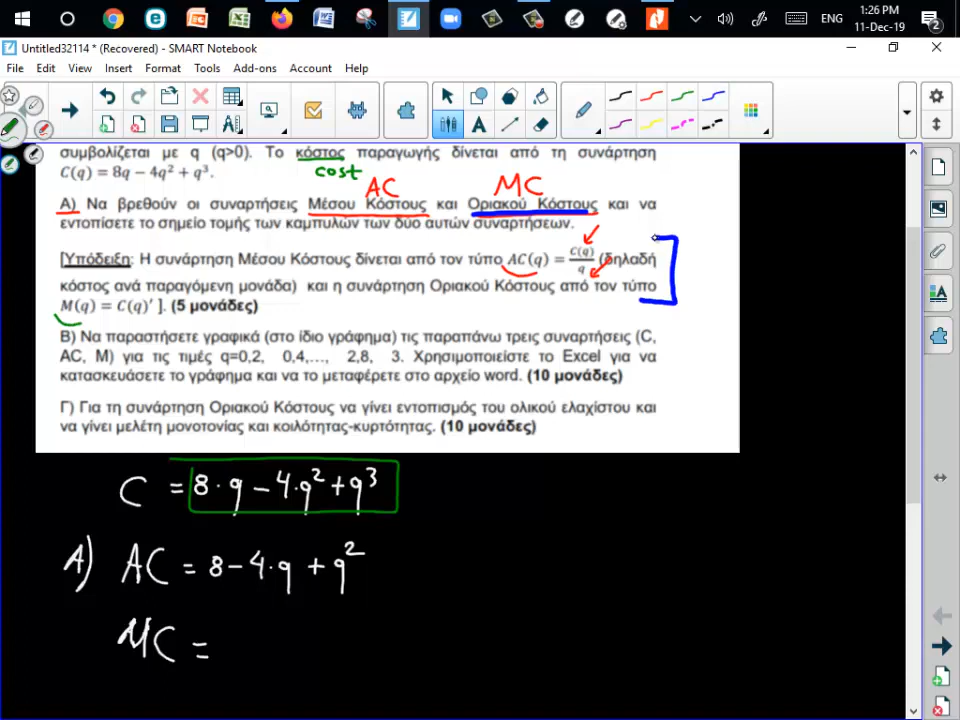 1:26 PM
ENG
11-Dec-19
2
Untitled32114 * (Recovered) - SMART Notebook
File Edit View Insert Format Tools Add-ons Account Help
συμβολίζεται με q (q>0). Το κόστος παραγωγής δίνεται από τη συνάρτηση
C(q) = 8q − 4q² + q³.
cost
AC
MC
Α) Να βρεθούν οι συναρτήσεις Μέσου Κόστους και Οριακού Κόστους και να
εντοπίσετε το σημείο τομής των καμπυλών των δύο αυτών συναρτήσεων.
[Υπόδειξη: Η συνάρτηση Μέσου Κόστους δίνεται από τον τύπο AC(q) = C(q)/q (δηλαδή
κόστος ανά παραγόμενη μονάδα) και η συνάρτηση Οριακού Κόστους από τον τύπο
M(q) = C(q)′ ]. (5 μονάδες)
Β) Να παραστήσετε γραφικά (στο ίδιο γράφημα) τις παραπάνω τρεις συναρτήσεις (C,
AC, M) για τις τιμές q=0,2, 0,4,…, 2,8, 3. Χρησιμοποιείστε το Excel για να
κατασκευάσετε το γράφημα και να το μεταφέρετε στο αρχείο word. (10 μονάδες)
Γ) Για τη συνάρτηση Οριακού Κόστους να γίνει εντοπισμός του ολικού ελαχίστου και
να γίνει μελέτη μονοτονίας και κοιλότητας-κυρτότητας. (10 μονάδες)
C = 8·q − 4·q² + q³
A) AC = 8 − 4·q + q²
MC =